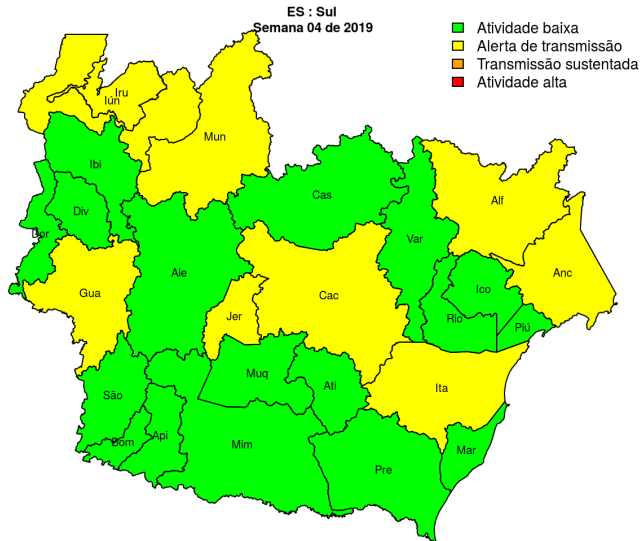 ES : Sul
Semana 04 de 2019
Atividade baixa
Alerta de transmissão
Transmissão sustentada
Atividade alta
Iru
Iún
Mun
Ibi
Cas
Alf
Div
Dor
Var
Ale
Anc
Gua
Cac
Ico
Jer
Rio
Piú
Muq
Ati
Ita
São
Api
Bom
Mim
Mar
Pre